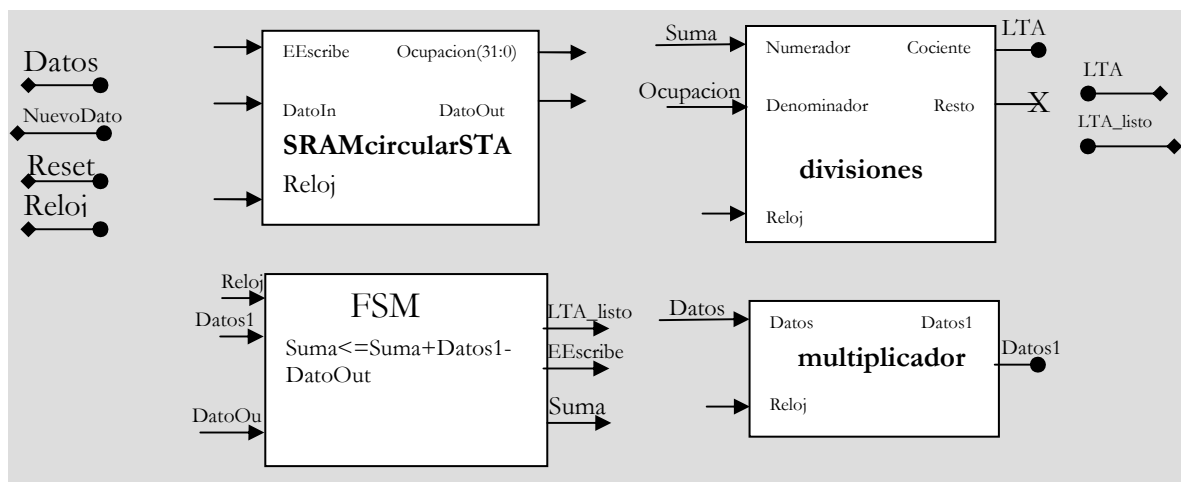 Datos
NuevoDato
Reset
Reloj
EEscribe Ocupacion(31:0)
DatoIn DatoOut
SRAMcircularSTA
Reloj
Suma
Ocupacion
Numerador Cociente
Denominador Resto
divisiones
Reloj
LTA
X
LTA
LTA_listo
Reloj
Datos1
DatoOu
FSM
Suma<=Suma+Datos1-
DatoOut
LTA_listo
EEscribe
Suma
Datos
Datos Datos1
multiplicador
Reloj
Datos1